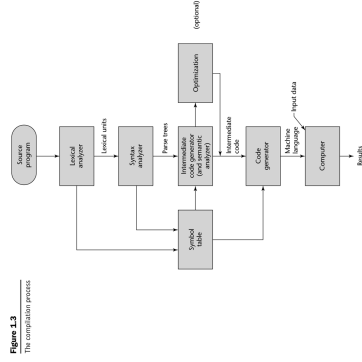 Figure 1.3
The compilation process
Source
program
Lexical
analyzer
Lexical units
Syntax
analyzer
Parse trees
Intermediate
code generator
(and semantic
analyzer)
Optimization
(optional)
Symbol
table
Intermediate
code
Code
generator
Machine
language
Input data
Computer
Results